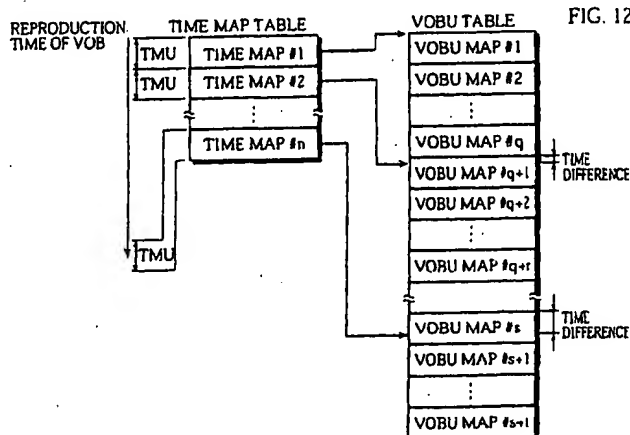 FIG. 12
REPRODUCTION
TIME OF VOB
TIME MAP TABLE
TMU
TIME MAP #1
TMU
TIME MAP #2
⋮
TIME MAP #n
TMU
VOBU TABLE
VOBU MAP #1
VOBU MAP #2
⋮
VOBU MAP #q
VOBU MAP #q+1
VOBU MAP #q+2
⋮
VOBU MAP #q+r
VOBU MAP #s
VOBU MAP #s+1
⋮
VOBU MAP #s+1
TIME
DIFFERENCE
TIME
DIFFERENCE